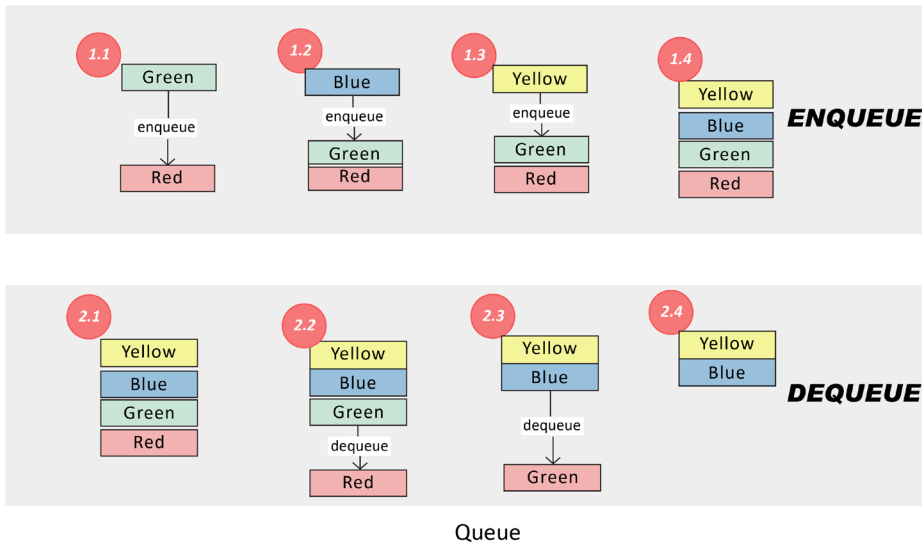 1.1
Green
enqueue
Red
1.2
Blue
enqueue
Green
Red
1.3
Yellow
enqueue
Green
Red
1.4
Yellow
Blue
Green
Red
ENQUEUE
2.1
Yellow
Blue
Green
Red
2.2
Yellow
Blue
Green
dequeue
Red
2.3
Yellow
Blue
dequeue
Green
2.4
Yellow
Blue
DEQUEUE
Queue